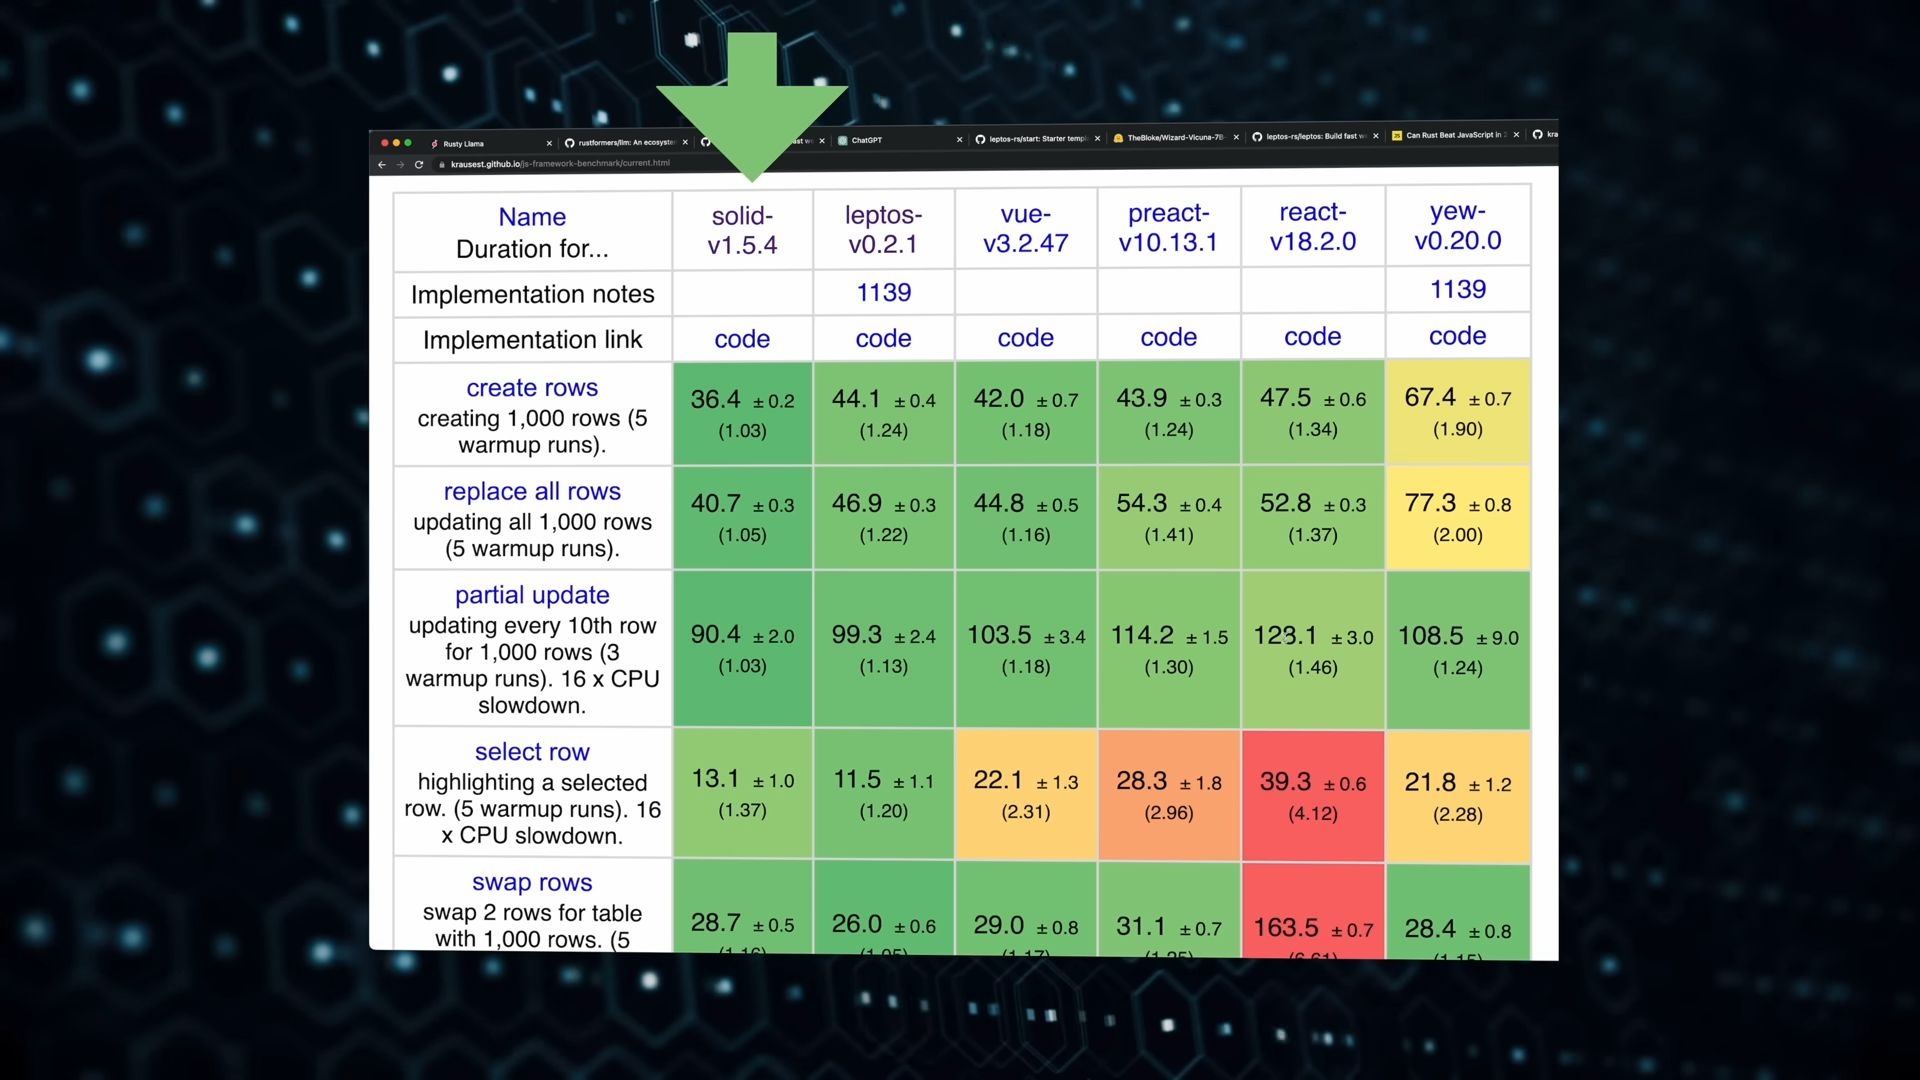 Rusty Llama
rustformers/llm: An ecosyste
ast w
ChatGPT
leptos-rs/start: Starter templ
TheBloke/Wizard-Vicuna-7B-
leptos-rs/leptos: Build fast w
JS
Can Rust Beat JavaScript in 2
kra
krausest.github.io/js-framework-benchmark/current.html
Name
Duration for...
solid-
v1.5.4
leptos-
v0.2.1
vue-
v3.2.47
preact-
v10.13.1
react-
v18.2.0
yew-
v0.20.0
Implementation notes
1139
1139
Implementation link
code
code
code
code
code
code
create rows
creating 1,000 rows (5
warmup runs).
36.4 ± 0.2
(1.03)
44.1 ± 0.4
(1.24)
42.0 ± 0.7
(1.18)
43.9 ± 0.3
(1.24)
47.5 ± 0.6
(1.34)
67.4 ± 0.7
(1.90)
replace all rows
updating all 1,000 rows
(5 warmup runs).
40.7 ± 0.3
(1.05)
46.9 ± 0.3
(1.22)
44.8 ± 0.5
(1.16)
54.3 ± 0.4
(1.41)
52.8 ± 0.3
(1.37)
77.3 ± 0.8
(2.00)
partial update
updating every 10th row
for 1,000 rows (3
warmup runs). 16 x CPU
slowdown.
90.4 ± 2.0
(1.03)
99.3 ± 2.4
(1.13)
103.5 ± 3.4
(1.18)
114.2 ± 1.5
(1.30)
128.1 ± 3.0
(1.46)
108.5 ± 9.0
(1.24)
select row
highlighting a selected
row. (5 warmup runs). 16
x CPU slowdown.
13.1 ± 1.0
(1.37)
11.5 ± 1.1
(1.20)
22.1 ± 1.3
(2.31)
28.3 ± 1.8
(2.96)
39.3 ± 0.6
(4.12)
21.8 ± 1.2
(2.28)
swap rows
swap 2 rows for table
with 1,000 rows. (5
28.7 ± 0.5
26.0 ± 0.6
29.0 ± 0.8
31.1 ± 0.7
163.5 ± 0.7
28.4 ± 0.8